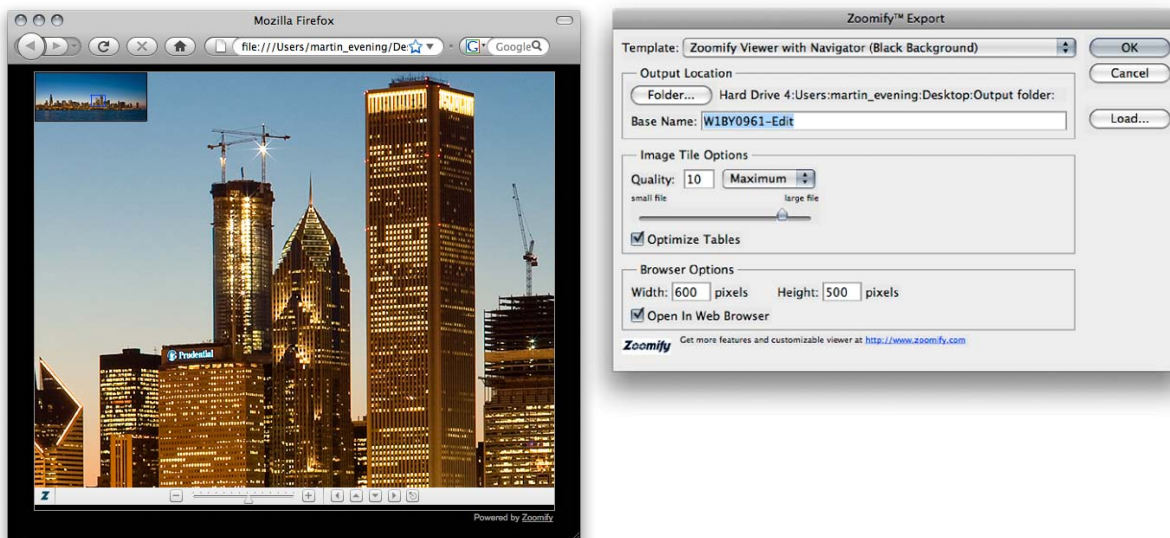 Mozilla Firefox
file:///Users/martin_evening/De
Google
Prudential
Z
Powered by Zoomify
Zoomify™ Export
Template: Zoomify Viewer with Navigator (Black Background)
OK
Cancel
Load...
Output Location
Folder... Hard Drive 4:Users:martin_evening:Desktop:Output folder:
Base Name: W1BY0961-Edit
Image Tile Options
Quality: 10 Maximum
small file large file
Optimize Tables
Browser Options
Width: 600 pixels Height: 500 pixels
Open In Web Browser
Zoomify Get more features and customizable viewer at http://www.zoomify.com